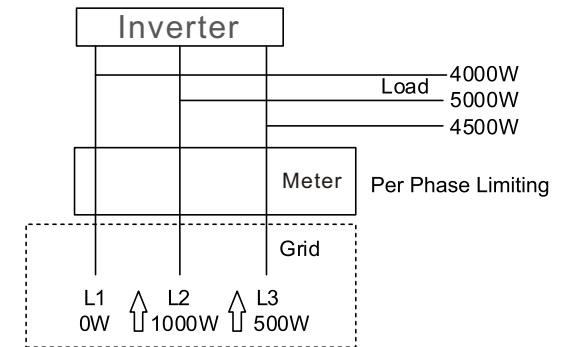 Inverter
4000W
Load
5000W
4500W
Meter
Per Phase Limiting
Grid
L1 L2 L3
0W 1000W 500W